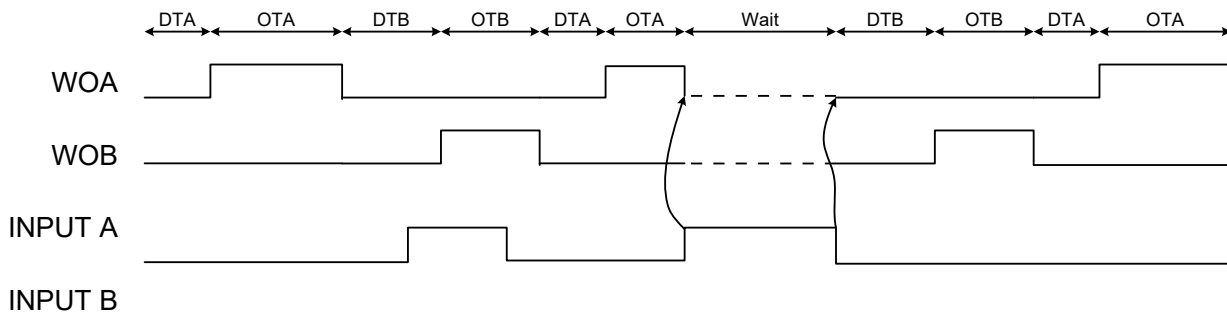 DTA OTA DTB OTB DTA OTA Wait DTB OTB DTA OTA
WOA
WOB
INPUT A
INPUT B